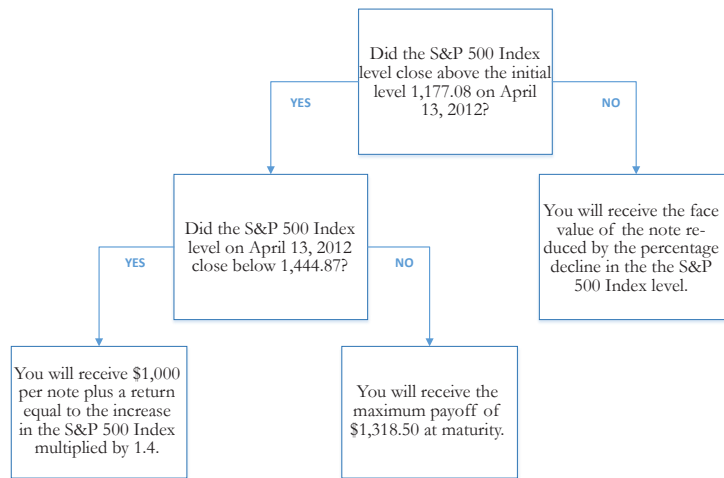 Did the S&P 500 Index
level close above the initial
level 1,177.08 on April
13, 2012?
YES
NO
Did the S&P 500 Index
level on April 13, 2012
close below 1,444.87?
You will receive the face
value of the note re-
duced by the percentage
decline in the the S&P
500 Index level.
YES
NO
You will receive $1,000
per note plus a return
equal to the increase
in the S&P 500 Index
multiplied by 1.4.
You will receive the
maximum payoff of
$1,318.50 at maturity.